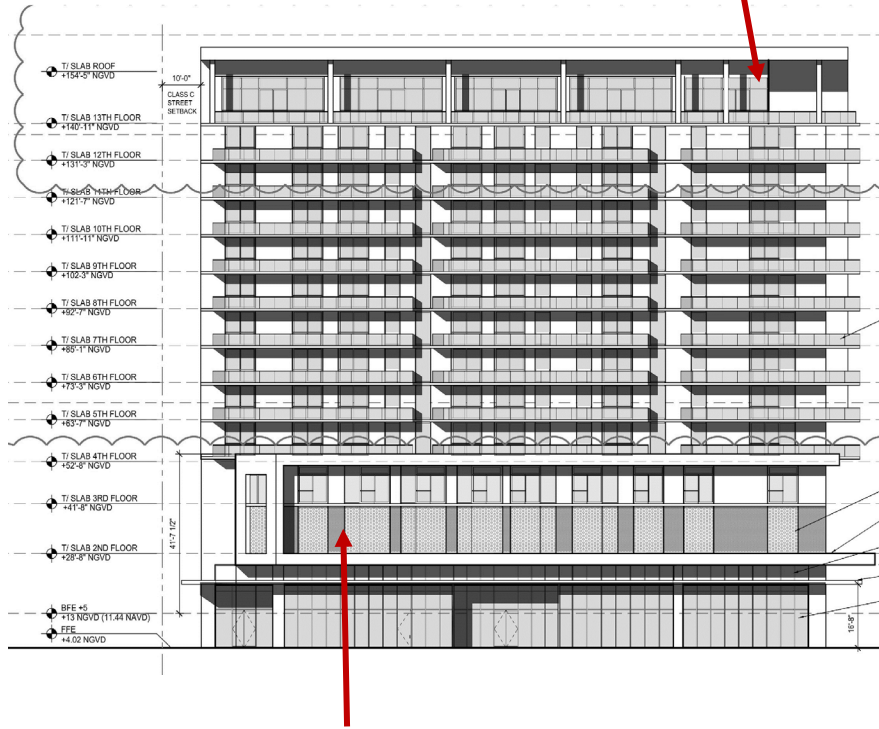 T/ SLAB ROOF
+154'-5" NGVD
10'-0"
CLASS C
STREET
SETBACK
T/ SLAB 13TH FLOOR
+140'-11" NGVD
T/ SLAB 12TH FLOOR
+131'-3" NGVD
T/ SLAB 11TH FLOOR
+121'-7" NGVD
T/ SLAB 10TH FLOOR
+111'-11" NGVD
T/ SLAB 9TH FLOOR
+102'-3" NGVD
T/ SLAB 8TH FLOOR
+92'-7" NGVD
T/ SLAB 7TH FLOOR
+85'-1" NGVD
T/ SLAB 6TH FLOOR
+73'-3" NGVD
T/ SLAB 5TH FLOOR
+63'-7" NGVD
T/ SLAB 4TH FLOOR
+52'-8" NGVD
T/ SLAB 3RD FLOOR
+41'-8" NGVD
41'-7 1/2"
T/ SLAB 2ND FLOOR
+28'-8" NGVD
BFE +5
+13 NGVD (11.44 NAVD)
FFE
+4.02 NGVD
16'-8"